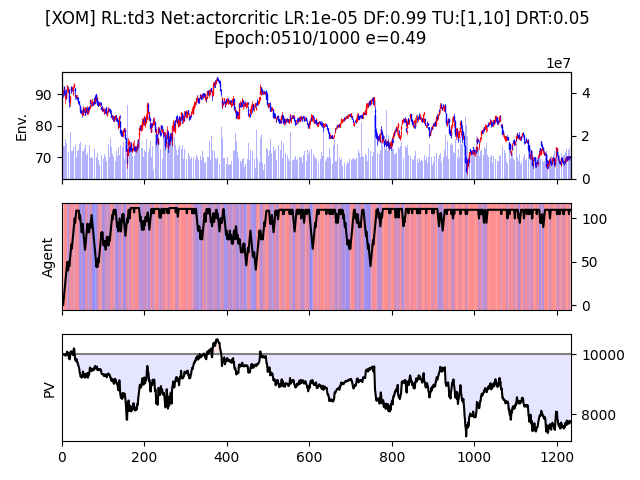 [XOM] RL:td3 Net:actorcritic LR:1e-05 DF:0.99 TU:[1,10] DRT:0.05
Epoch:0510/1000 e=0.49
1e7
Env.
90
80
70
4
2
0
Agent
100
50
0
PV
10000
8000
0 200 400 600 800 1000 1200